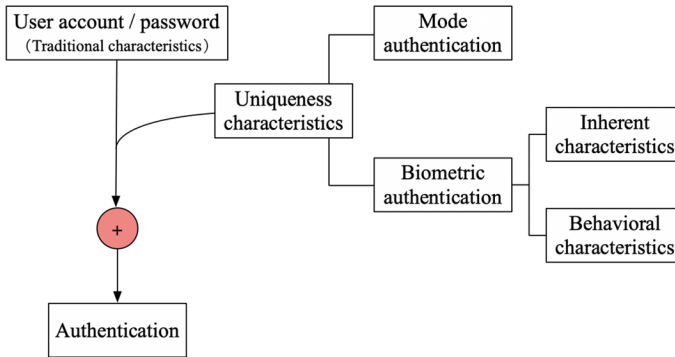 User account / password
（Traditional characteristics）
Mode
authentication
Uniqueness
characteristics
Inherent
characteristics
Biometric
authentication
Behavioral
characteristics
+
Authentication